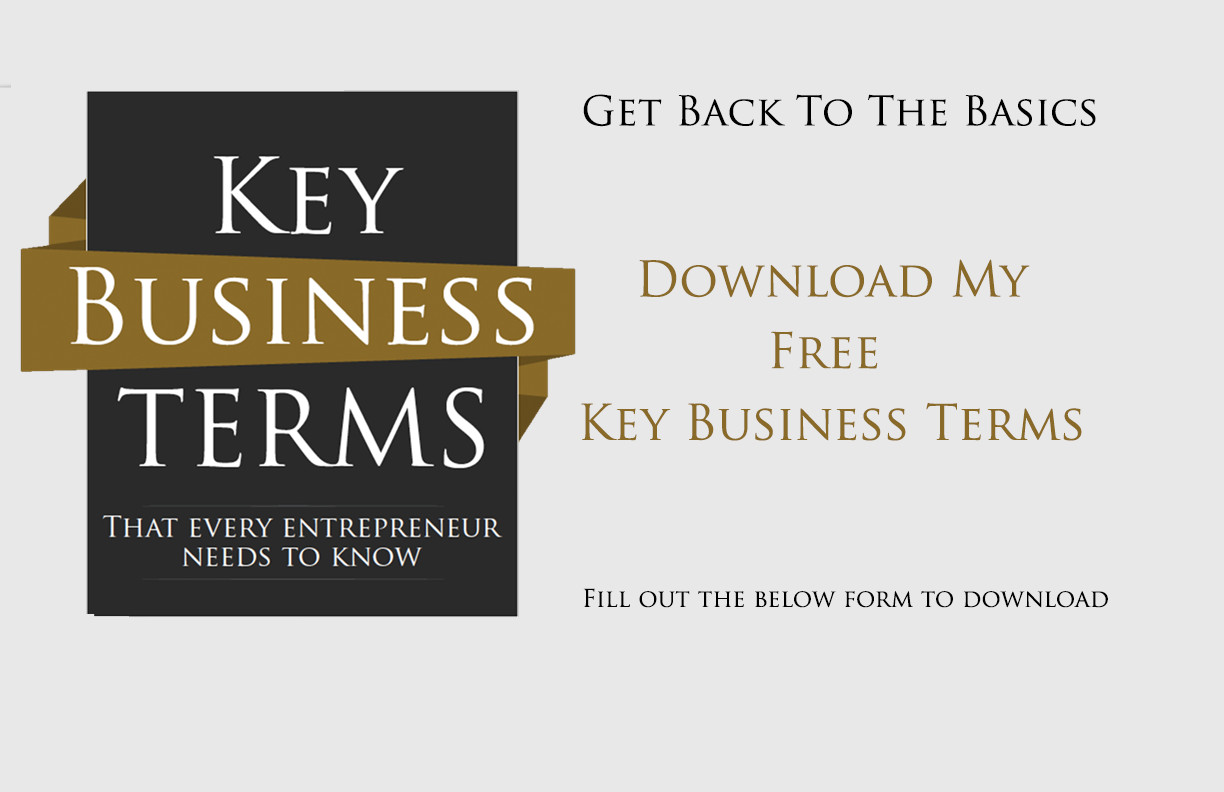 Key
Business
Terms
That every entrepreneur
needs to know
Get Back To The Basics
Download My
Free
Key Business Terms
Fill out the below form to download